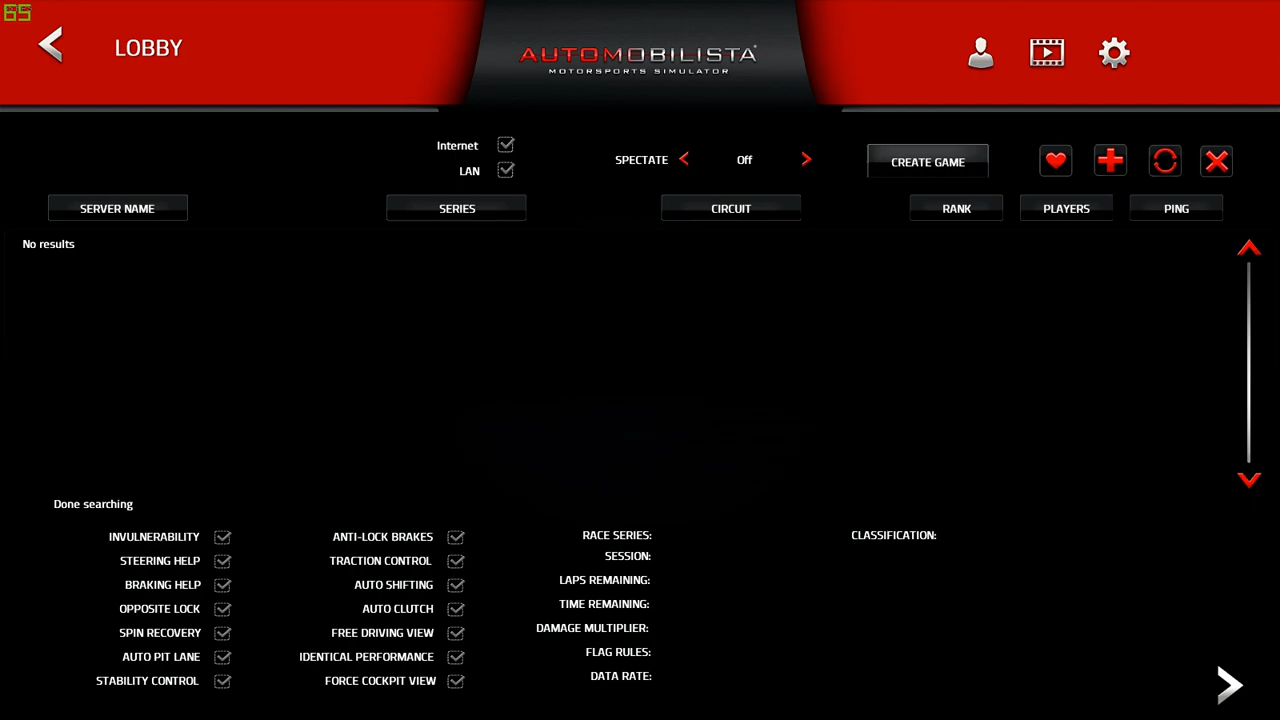 65
LOBBY
AUTOMOBILISTA
MOTORSPORTS SIMULATOR
Internet
LAN
SPECTATE Off
CREATE GAME
SERVER NAME SERIES CIRCUIT RANK PLAYERS PING
No results
Done searching
INVULNERABILITY ANTI-LOCK BRAKES RACE SERIES: CLASSIFICATION:
STEERING HELP TRACTION CONTROL SESSION:
BRAKING HELP AUTO SHIFTING LAPS REMAINING:
OPPOSITE LOCK AUTO CLUTCH TIME REMAINING:
SPIN RECOVERY FREE DRIVING VIEW DAMAGE MULTIPLIER:
AUTO PIT LANE IDENTICAL PERFORMANCE FLAG RULES:
STABILITY CONTROL FORCE COCKPIT VIEW DATA RATE: